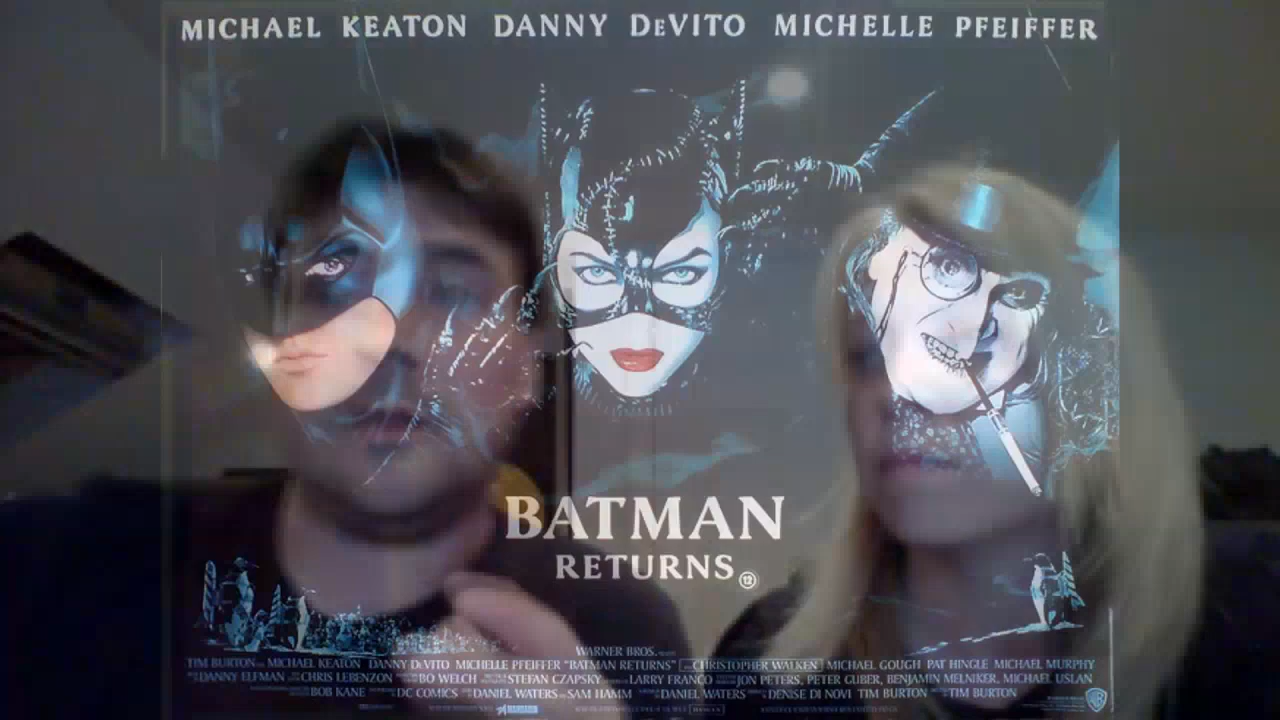 MICHAEL KEATON DANNY DEVITO MICHELLE PFEIFFER
BATMAN
RETURNS 12
WARNER BROS.
TIM BURTON MICHAEL KEATON DANNY DEVITO MICHELLE PFEIFFER "BATMAN RETURNS" CHRISTOPHER WALKEN MICHAEL GOUGH PAT HINGLE MICHAEL MURPHY
DANNY ELFMAN CHRIS LEBENZON BO WELCH STEFAN CZAPSKY LARRY FRANCO JON PETERS, PETER GUBER, BENJAMIN MELNIKER, MICHAEL USLAN
BOB KANE DC COMICS DANIEL WATERS SAM HAMM DANIEL WATERS DENISE DI NOVI TIM BURTON TIM BURTON